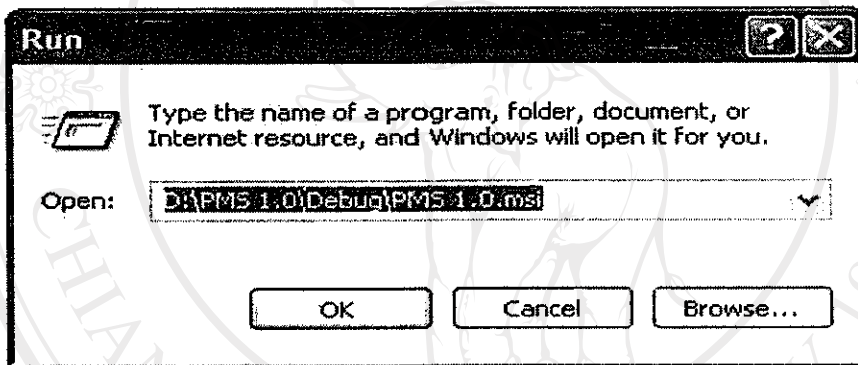 Run
Type the name of a program, folder, document, or
Internet resource, and Windows will open it for you.
Open: D:\PMS 1.0\Debug\PMS 1.0.msi
OK Cancel Browse...
CHIAN